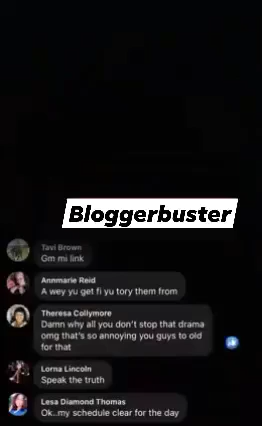 Bloggerbuster
Tavi Brown
Gm mi link
Annmarie Reid
A wey yu get fi yu tory them from
Theresa Collymore
Damn why all you don't stop that drama
omg that's so annoying you guys to old
for that
Lorna Lincoln
Speak the truth
Lesa Diamond Thomas
Ok..my schedule clear for the day